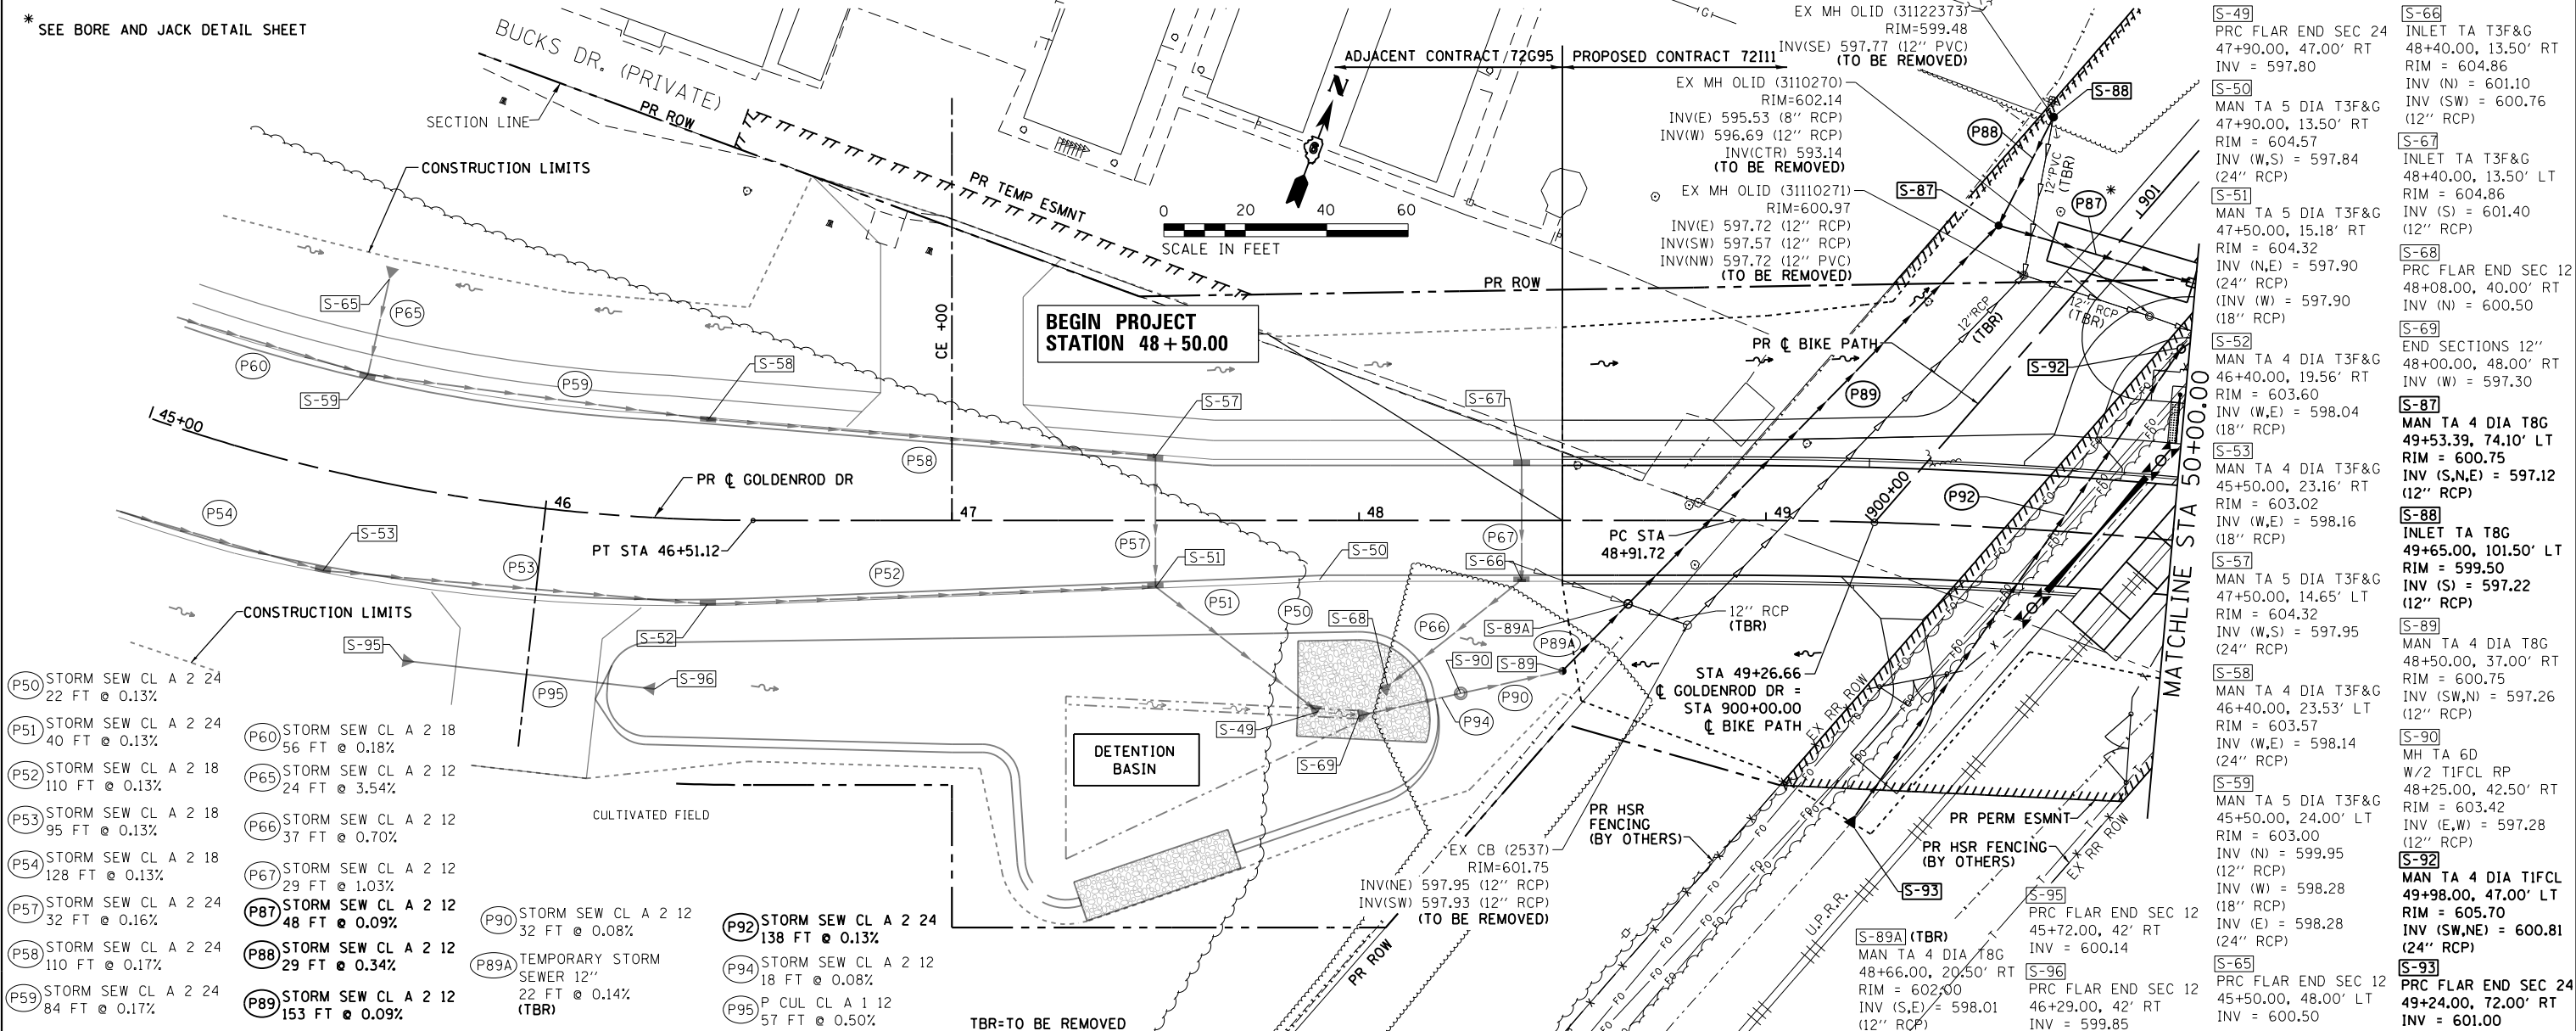 * SEE BORE AND JACK DETAIL SHEET
BUCKS DR. (PRIVATE)
SECTION LINE
PR ROW
CONSTRUCTION LIMITS
PR TEMP ESMNT
ADJACENT CONTRACT 72G95
PROPOSED CONTRACT 72I11
N
0 20 40 60
SCALE IN FEET
BEGIN PROJECT
STATION 48+50.00
CE +00
PR ROW
EX MH OLID (31122373)
RIM=599.48
INV(SE) 597.77 (12" PVC)
(TO BE REMOVED)
EX MH OLID (3110270)
RIM=602.14
INV(E) 595.53 (8" RCP)
INV(W) 596.69 (12" RCP)
INV(CTR) 593.14
(TO BE REMOVED)
EX MH OLID (31110271)
RIM=600.97
INV(E) 597.72 (12" RCP)
INV(SW) 597.57 (12" RCP)
INV(NW) 597.72 (12" PVC)
(TO BE REMOVED)
S-88
P88
S-87
12"PVC
(TBR)
P87 *
901
12"RCP
(TBR)
12" RCP
(TBR)
PR ℄ BIKE PATH
S-92
P89
P92
S-65
P65
P60
S-59
P59
S-58
P58
S-57
S-67
45+00
46
47
48
49
900+00
PR ℄ GOLDENROD DR
PT STA 46+51.12
PC STA
48+91.72
P54
S-53
P53
P52
P57
S-51
S-50
P67
S-66
P51
P50
S-68
P66
S-90
S-89A
S-89
P89A
12" RCP
(TBR)
CONSTRUCTION LIMITS
S-95
S-52
S-96
P95
P90
P94
S-49
S-69
DETENTION
BASIN
CULTIVATED FIELD
STA 49+26.66
℄ GOLDENROD DR =
STA 900+00.00
℄ BIKE PATH
EX RR ROW
MATCHLINE STA 50+00.00
PR HSR
FENCING
(BY OTHERS)
PR PERM ESMNT
PR HSR FENCING
(BY OTHERS)
EX RR ROW
S-93
U.P.R.R.
PR ROW
EX CB (2537)
RIM=601.75
INV(NE) 597.95 (12" RCP)
INV(SW) 597.93 (12" RCP)
(TO BE REMOVED)
P50 STORM SEW CL A 2 24
22 FT @ 0.13%
P51 STORM SEW CL A 2 24
40 FT @ 0.13%
P52 STORM SEW CL A 2 18
110 FT @ 0.13%
P53 STORM SEW CL A 2 18
95 FT @ 0.13%
P54 STORM SEW CL A 2 18
128 FT @ 0.13%
P57 STORM SEW CL A 2 24
32 FT @ 0.16%
P58 STORM SEW CL A 2 24
110 FT @ 0.17%
P59 STORM SEW CL A 2 24
84 FT @ 0.17%
P60 STORM SEW CL A 2 18
56 FT @ 0.18%
P65 STORM SEW CL A 2 12
24 FT @ 3.54%
P66 STORM SEW CL A 2 12
37 FT @ 0.70%
P67 STORM SEW CL A 2 12
29 FT @ 1.03%
P87 STORM SEW CL A 2 12
48 FT @ 0.09%
P88 STORM SEW CL A 2 12
29 FT @ 0.34%
P89 STORM SEW CL A 2 12
153 FT @ 0.09%
P90 STORM SEW CL A 2 12
32 FT @ 0.08%
P89A TEMPORARY STORM
SEWER 12"
22 FT @ 0.14%
(TBR)
P92 STORM SEW CL A 2 24
138 FT @ 0.13%
P94 STORM SEW CL A 2 12
18 FT @ 0.08%
P95 P CUL CL A 1 12
57 FT @ 0.50%
TBR=TO BE REMOVED
S-89A (TBR)
MAN TA 4 DIA T8G
48+66.00, 20.50' RT
RIM = 602.00
INV (S,E) = 598.01
(12" RCP)
S-95
PRC FLAR END SEC 12
45+72.00, 42' RT
INV = 600.14
S-96
PRC FLAR END SEC 12
46+29.00, 42' RT
INV = 599.85
S-49
PRC FLAR END SEC 24
47+90.00, 47.00' RT
INV = 597.80
S-50
MAN TA 5 DIA T3F&G
47+90.00, 13.50' RT
RIM = 604.57
INV (W,S) = 597.84
(24" RCP)
S-51
MAN TA 5 DIA T3F&G
47+50.00, 15.18' RT
RIM = 604.32
INV (N,E) = 597.90
(24" RCP)
(INV (W) = 597.90
(18" RCP)
S-52
MAN TA 4 DIA T3F&G
46+40.00, 19.56' RT
RIM = 603.60
INV (W,E) = 598.04
(18" RCP)
S-53
MAN TA 4 DIA T3F&G
45+50.00, 23.16' RT
RIM = 603.02
INV (W,E) = 598.16
(18" RCP)
S-57
MAN TA 5 DIA T3F&G
47+50.00, 14.65' LT
RIM = 604.32
INV (W,S) = 597.95
(24" RCP)
S-58
MAN TA 4 DIA T3F&G
46+40.00, 23.53' LT
RIM = 603.57
INV (W,E) = 598.14
(24" RCP)
S-59
MAN TA 5 DIA T3F&G
45+50.00, 24.00' LT
RIM = 603.00
INV (N) = 599.95
(12" RCP)
INV (W) = 598.28
(18" RCP)
INV (E) = 598.28
(24" RCP)
S-65
PRC FLAR END SEC 12
45+50.00, 48.00' LT
INV = 600.50
S-66
INLET TA T3F&G
48+40.00, 13.50' RT
RIM = 604.86
INV (N) = 601.10
INV (SW) = 600.76
(12" RCP)
S-67
INLET TA T3F&G
48+40.00, 13.50' LT
RIM = 604.86
INV (S) = 601.40
(12" RCP)
S-68
PRC FLAR END SEC 12
48+08.00, 40.00' RT
INV (N) = 600.50
S-69
END SECTIONS 12"
48+00.00, 48.00' RT
INV (W) = 597.30
S-87
MAN TA 4 DIA T8G
49+53.39, 74.10' LT
RIM = 600.75
INV (S,N,E) = 597.12
(12" RCP)
S-88
INLET TA T8G
49+65.00, 101.50' LT
RIM = 599.50
INV (S) = 597.22
(12" RCP)
S-89
MAN TA 4 DIA T8G
48+50.00, 37.00' RT
RIM = 600.75
INV (SW,N) = 597.26
(12" RCP)
S-90
MH TA 6D
W/2 T1FCL RP
48+25.00, 42.50' RT
RIM = 603.42
INV (E,W) = 597.28
(12" RCP)
S-92
MAN TA 4 DIA T1FCL
49+98.00, 47.00' LT
RIM = 605.70
INV (SW,NE) = 600.81
(24" RCP)
S-93
PRC FLAR END SEC 24
49+24.00, 72.00' RT
INV = 601.00